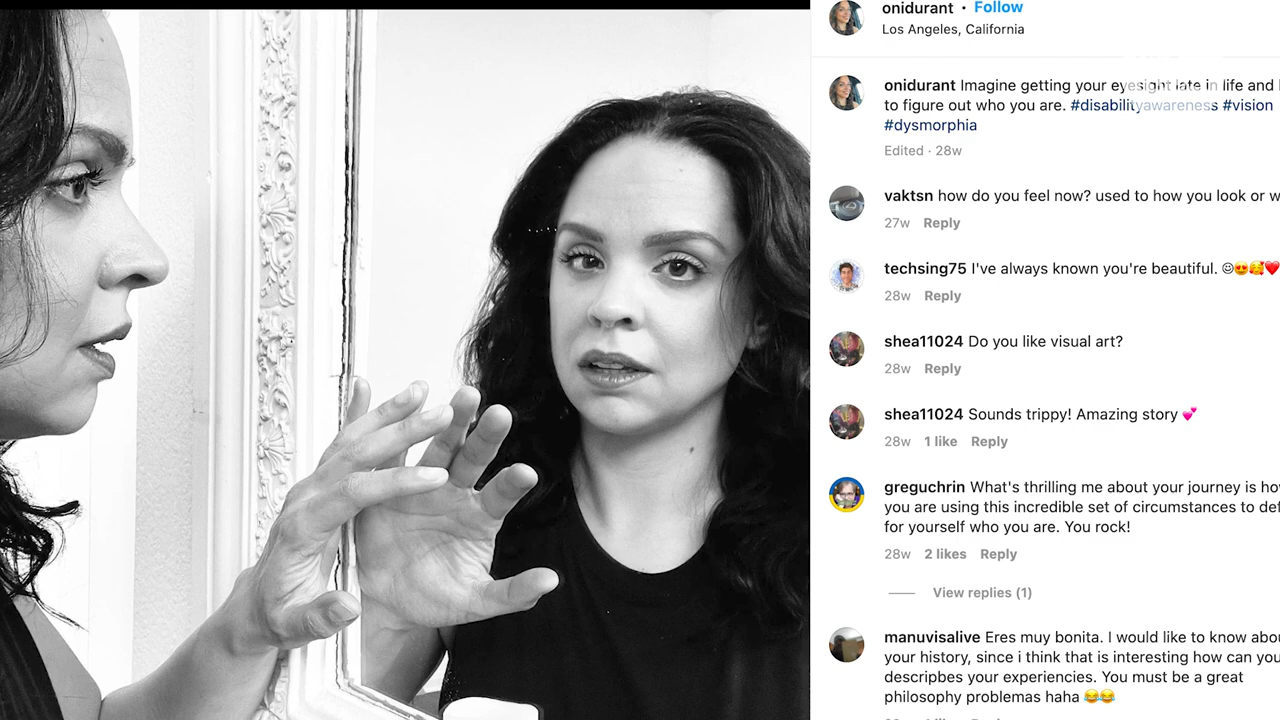 onidurant • Follow
Los Angeles, California
onidurant Imagine getting your eyesight late in life and
to figure out who you are. #disabilityawareness #vision
#dysmorphia
Edited · 28w
vaktsn how do you feel now? used to how you look or
27w Reply
techsing75 I've always known you're beautiful. ☺😍🥰❤
28w Reply
shea11024 Do you like visual art?
28w Reply
shea11024 Sounds trippy! Amazing story 💕
28w 1 like Reply
greguchrin What's thrilling me about your journey is
you are using this incredible set of circumstances to
for yourself who you are. You rock!
28w 2 likes Reply
View replies (1)
manuvisalive Eres muy bonita. I would like to know
your history, since i think that is interesting how can you
descripbes your experiencies. You must be a great
philosophy problemas haha 😂😂